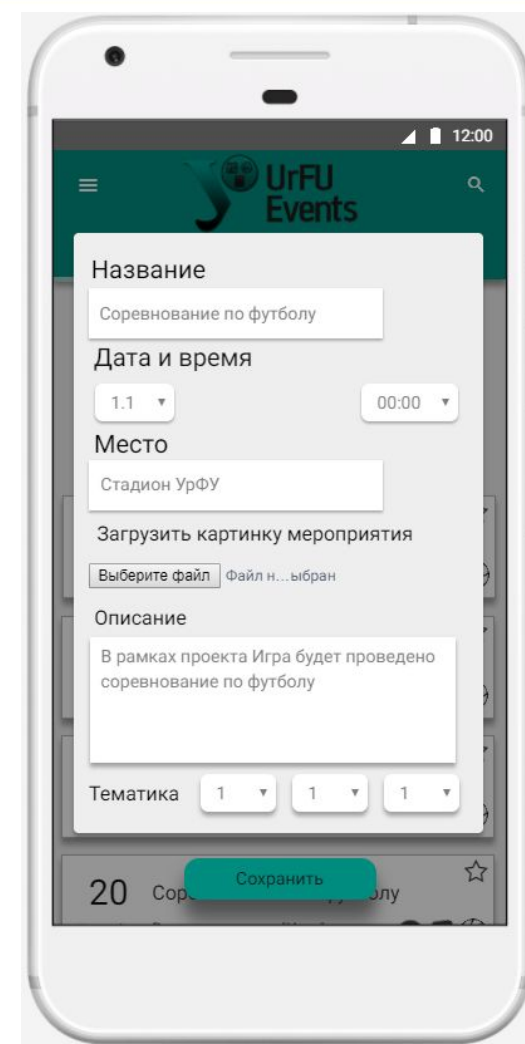 12:00
UrFU
Events
Название
Соревнование по футболу
Дата и время
1.1
00:00
Место
Стадион УрФУ
Загрузить картинку мероприятия
Выберите файл Файл н...ыбран
Описание
В рамках проекта Игра будет проведено
соревнование по футболу
Тематика 1 1 1
Сохранить
20 Сор олу